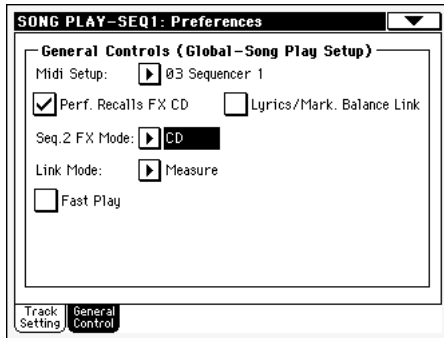 SONG PLAY-SEQ1: Preferences
General Controls (Global-Song Play Setup)
Midi Setup: 03 Sequencer 1
Perf. Recalls FX CD Lyrics/Mark. Balance Link
Seq.2 FX Mode: CD
Link Mode: Measure
Fast Play
Track Setting
General Control